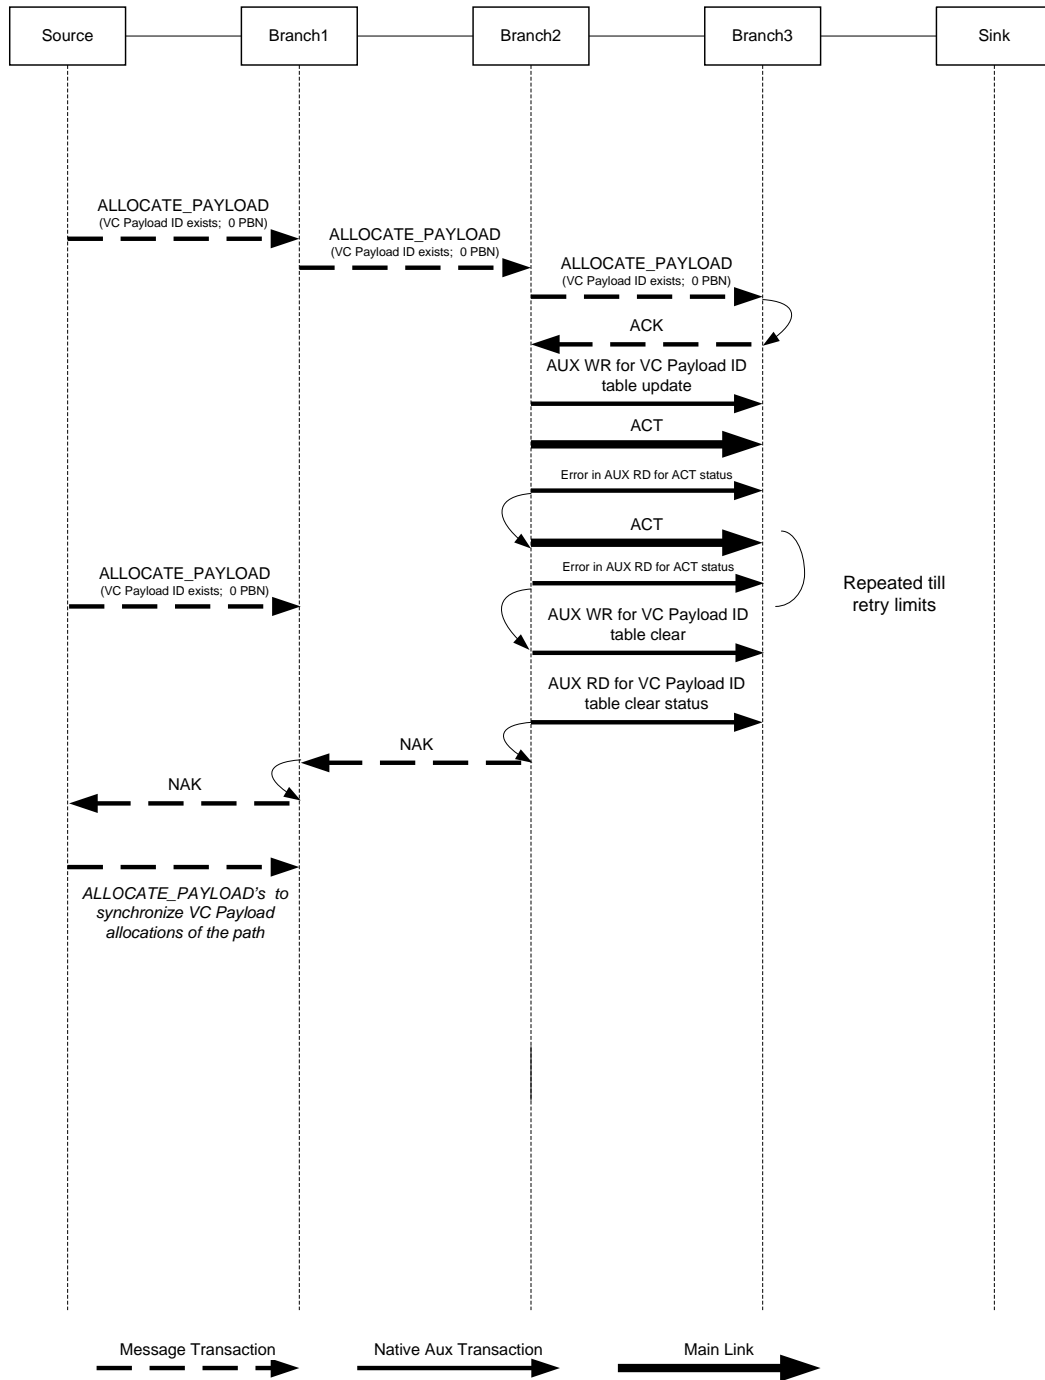 Source
Branch1
Branch2
Branch3
Sink
ALLOCATE_PAYLOAD
(VC Payload ID exists; 0 PBN)
ALLOCATE_PAYLOAD
(VC Payload ID exists; 0 PBN)
ALLOCATE_PAYLOAD
(VC Payload ID exists; 0 PBN)
ACK
AUX WR for VC Payload ID
table update
ACT
Error in AUX RD for ACT status
ACT
Error in AUX RD for ACT status
ALLOCATE_PAYLOAD
(VC Payload ID exists; 0 PBN)
Repeated till
retry limits
AUX WR for VC Payload ID
table clear
AUX RD for VC Payload ID
table clear status
NAK
NAK
ALLOCATE_PAYLOAD's to
synchronize VC Payload
allocations of the path
Message Transaction
Native Aux Transaction
Main Link